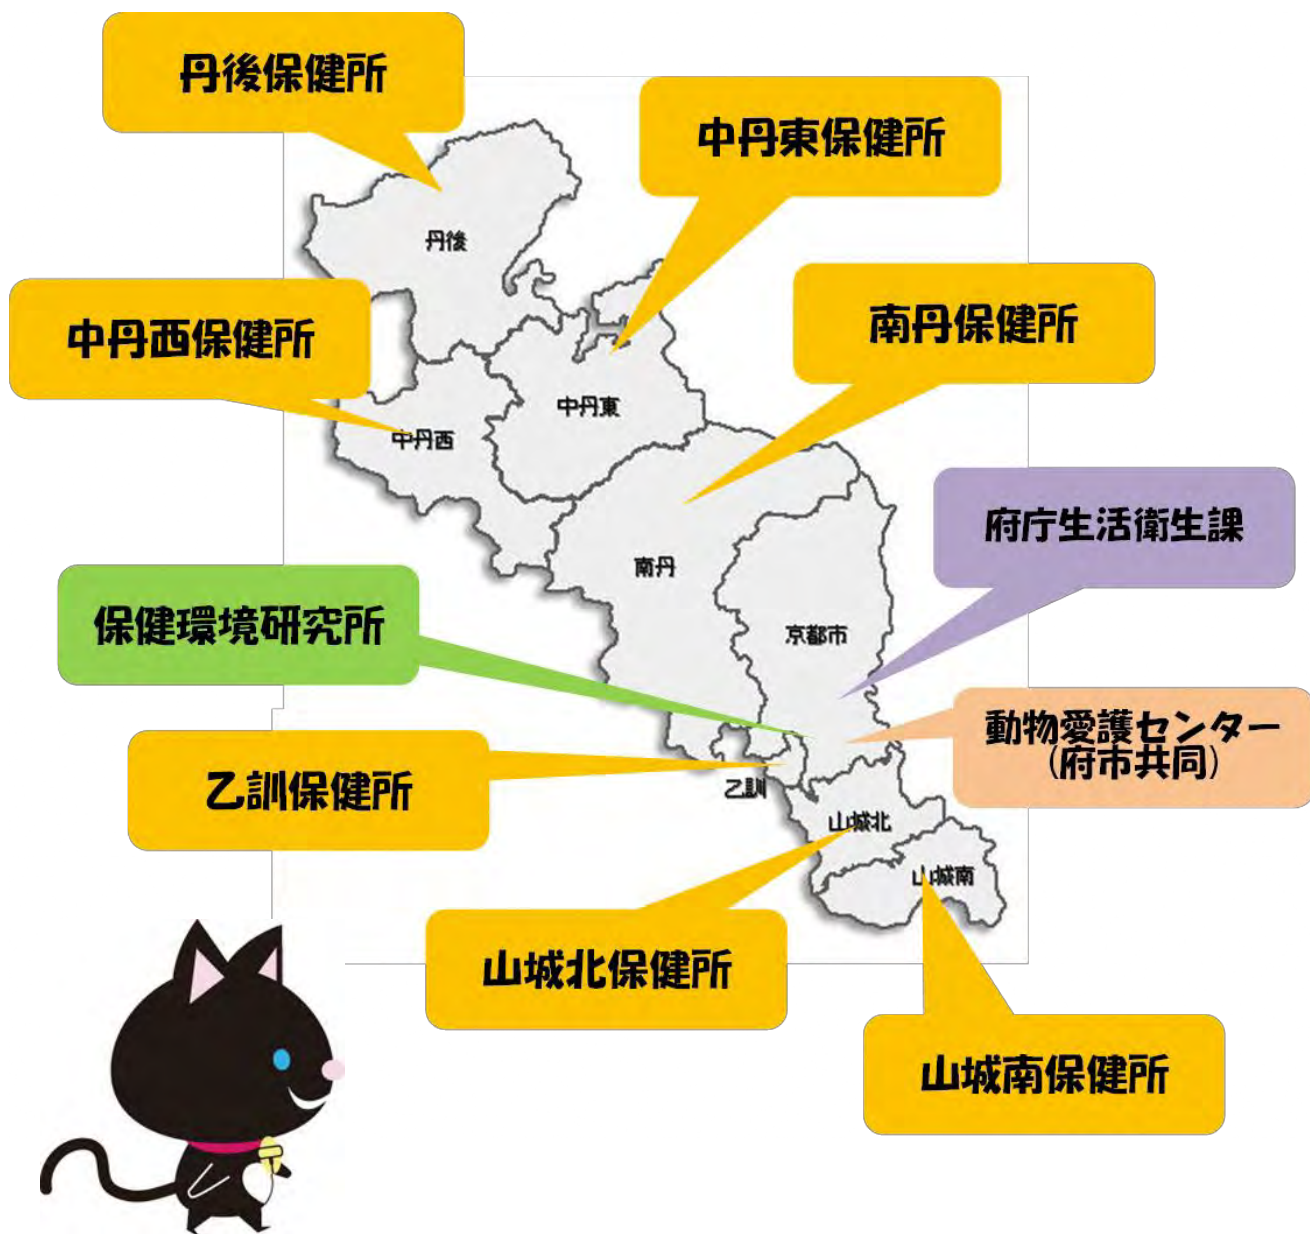 丹後保健所
中丹東保健所
丹後
南丹保健所
中丹西保健所
中丹東
中丹西
府庁生活衛生課
南丹
保健環境研究所
京都市
動物愛護センター
(府市共同)
乙訓保健所
乙訓
山城北
山城南
山城北保健所
山城南保健所